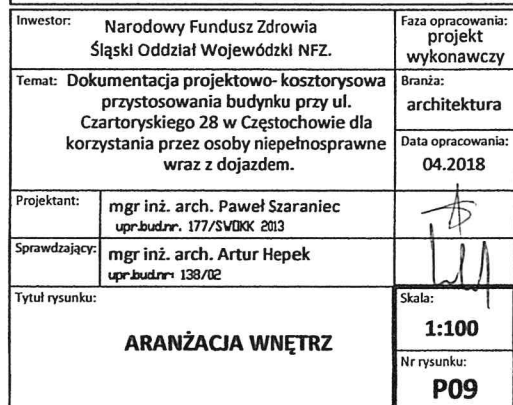 Inwestor:
Narodowy Fundusz Zdrowia
Śląski Oddział Wojewódzki NFZ.
Faza opracowania:
projekt
wykonawczy
Temat: Dokumentacja projektowo- kosztorysowa
przystosowania budynku przy ul.
Czartoryskiego 28 w Częstochowie dla
korzystania przez osoby niepełnosprawne
wraz z dojazdem.
Branża:
architektura
Data opracowania:
04.2018
Projektant:
mgr inż. arch. Paweł Szaraniec
upr.bud.nr. 177/SWOKK 2013
Sprawdzający:
mgr inż. arch. Artur Hepek
upr.bud.nr: 138/02
Tytuł rysunku:
ARANŻACJA WNĘTRZ
Skala:
1:100
Nr rysunku:
P09